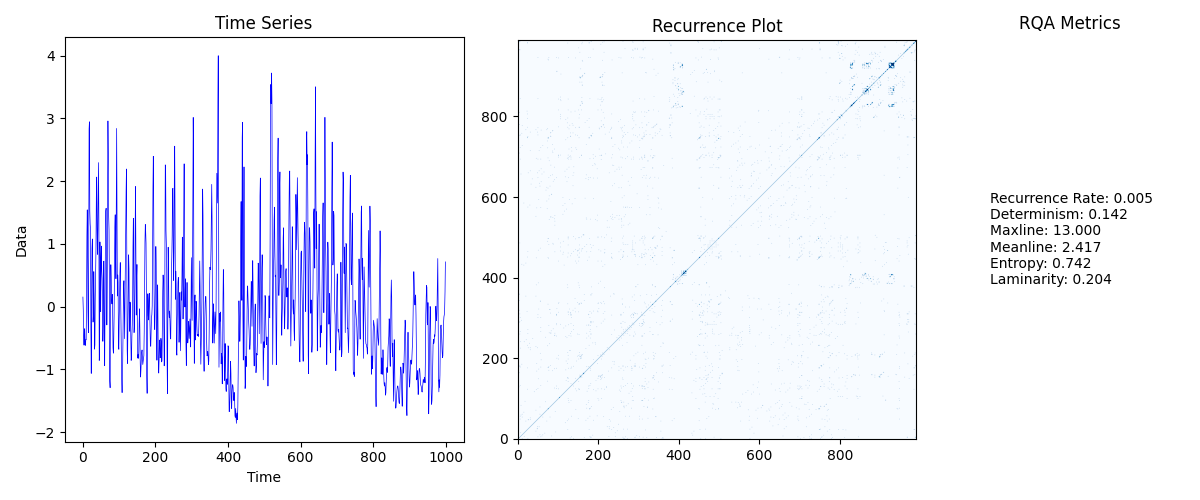 Time Series
Recurrence Plot
RQA Metrics
4
3
2
1
0
−1
−2
Data
0
200
400
600
800
1000
Time
800
600
400
200
0
0
200
400
600
800
Recurrence Rate: 0.005
Determinism: 0.142
Maxline: 13.000
Meanline: 2.417
Entropy: 0.742
Laminarity: 0.204